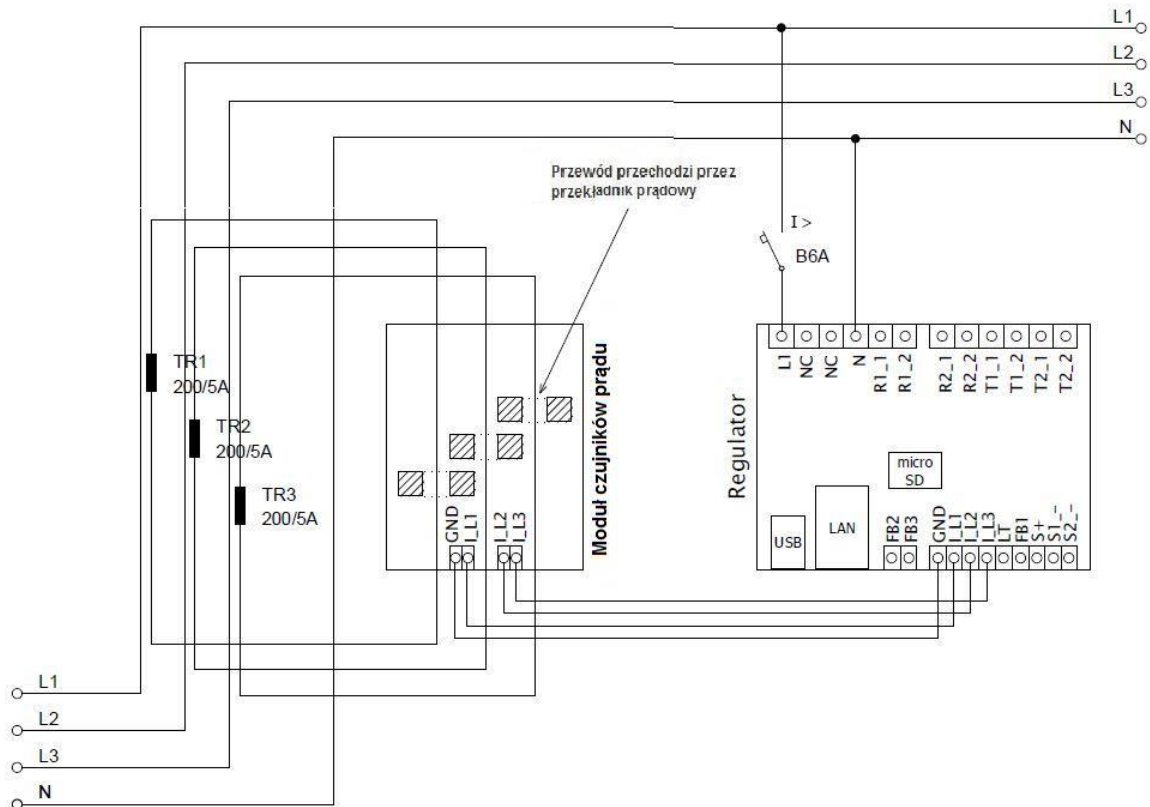 L1
L2
L3
N
Przewód przechodzi przez
przekładnik prądowy
I >
B6A
TR1
200/5A
TR2
200/5A
TR3
200/5A
Moduł czujników prądu
GND
I_L1
I_L2
I_L3
Regulator
L1
NC
NC
N
R1_1
R1_2
R2_1
R2_2
T1_1
T1_2
T2_1
T2_2
micro
SD
USB
LAN
FB2
FB3
GND
I_L1
I_L2
I_L3
LT
FB1
S+
S1_-
S2_-
L1
L2
L3
N